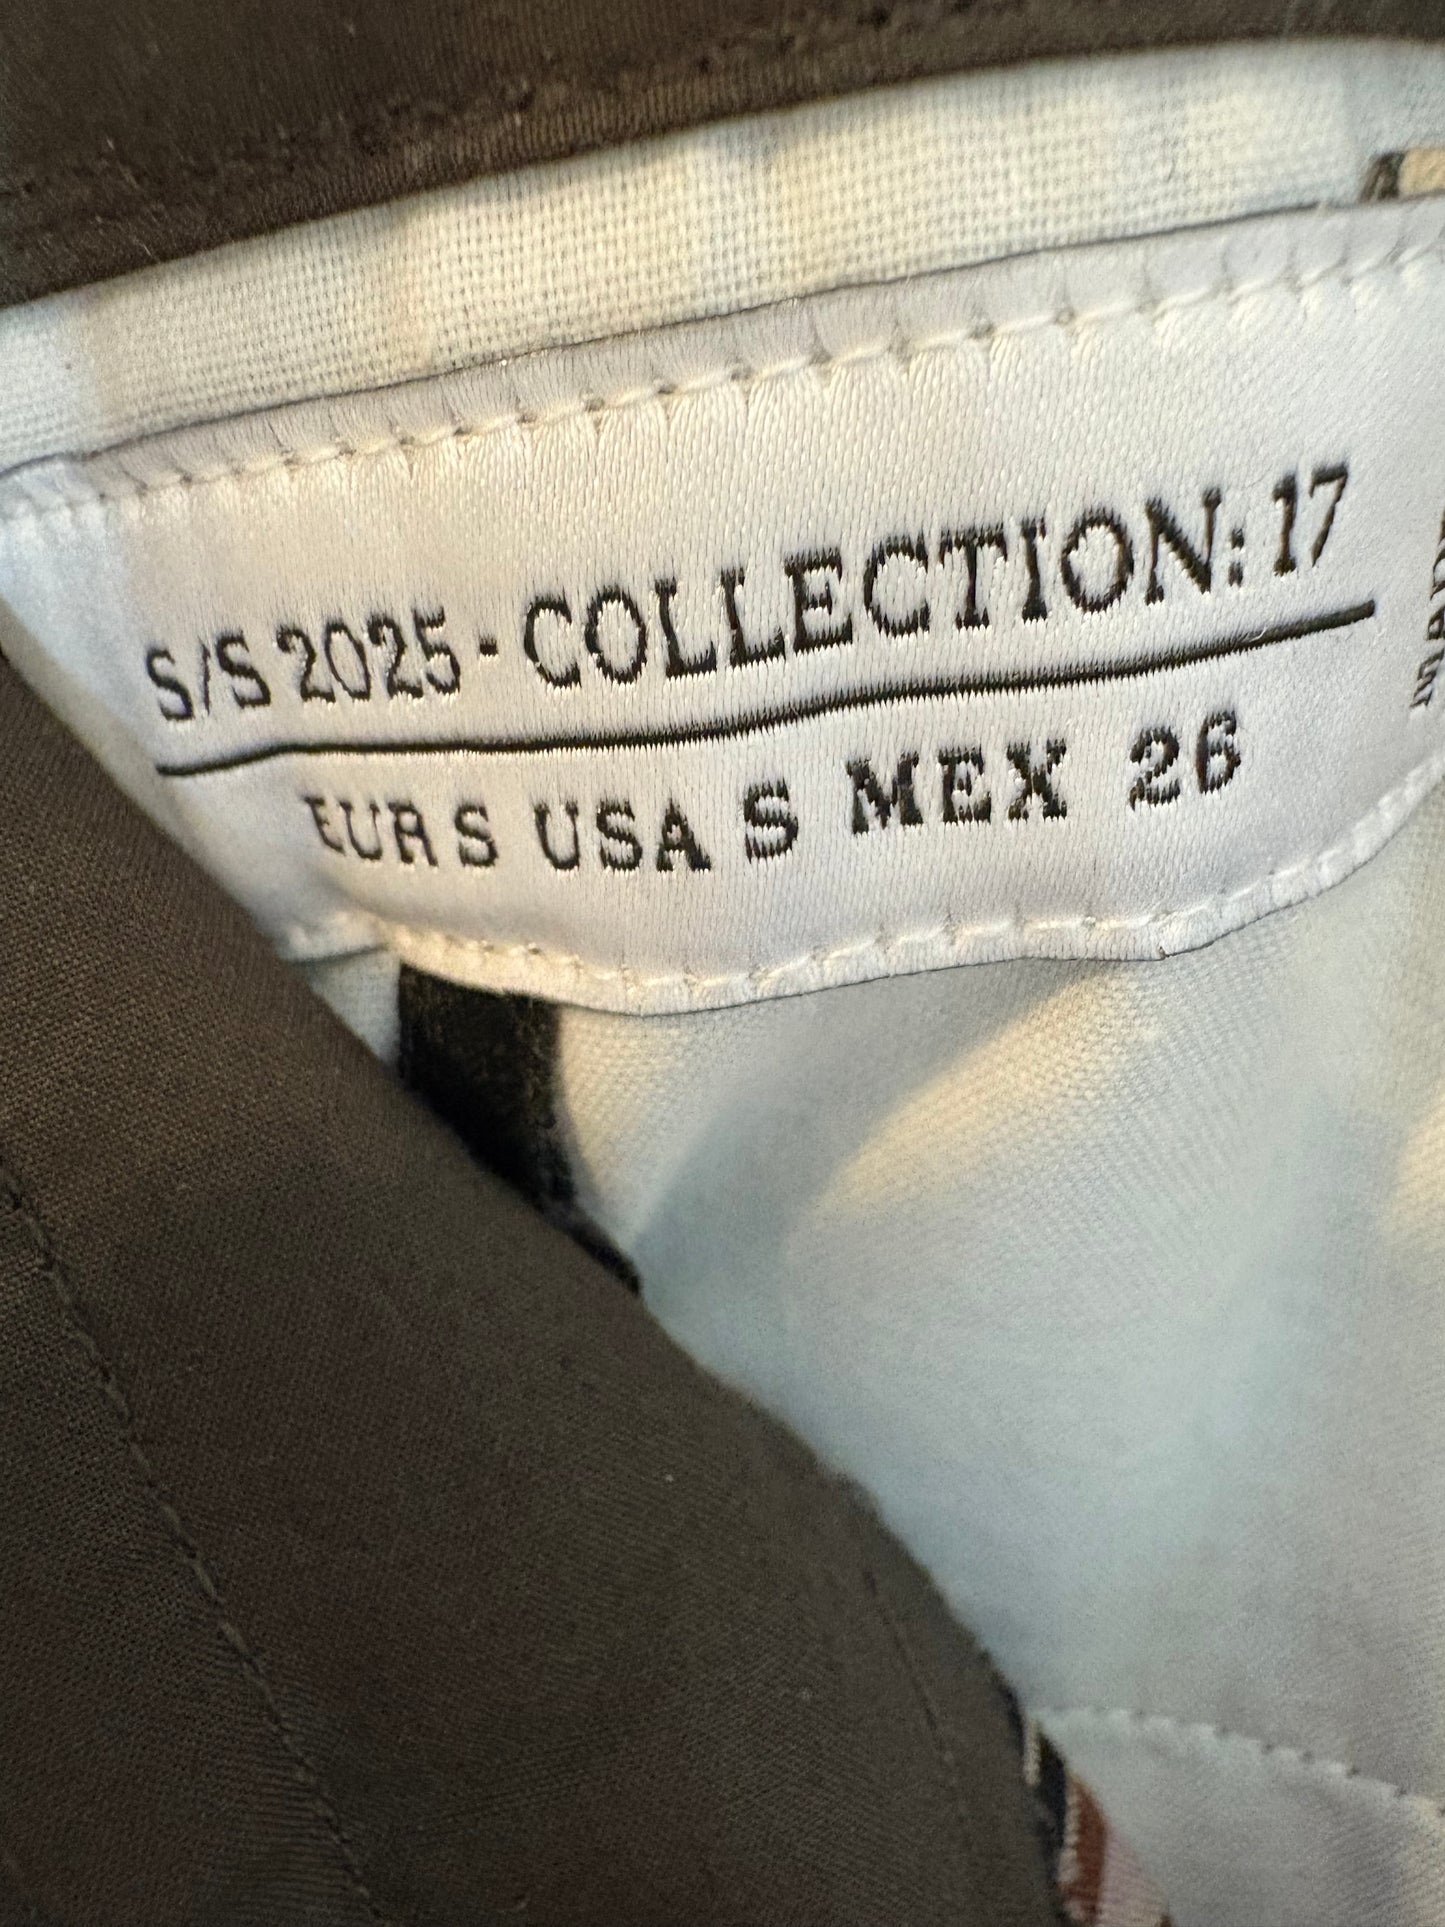 S/S 2025 - COLLECTION: 17
EUR S USA S MEX 26